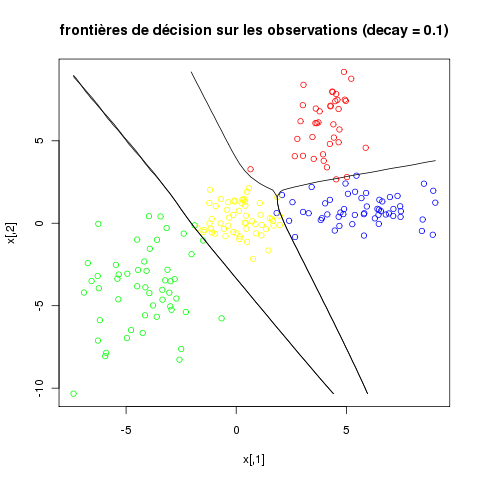 frontières de décision sur les observations (decay = 0.1)
x[,2]
5
0
-5
-10
-5
0
5
x[,1]